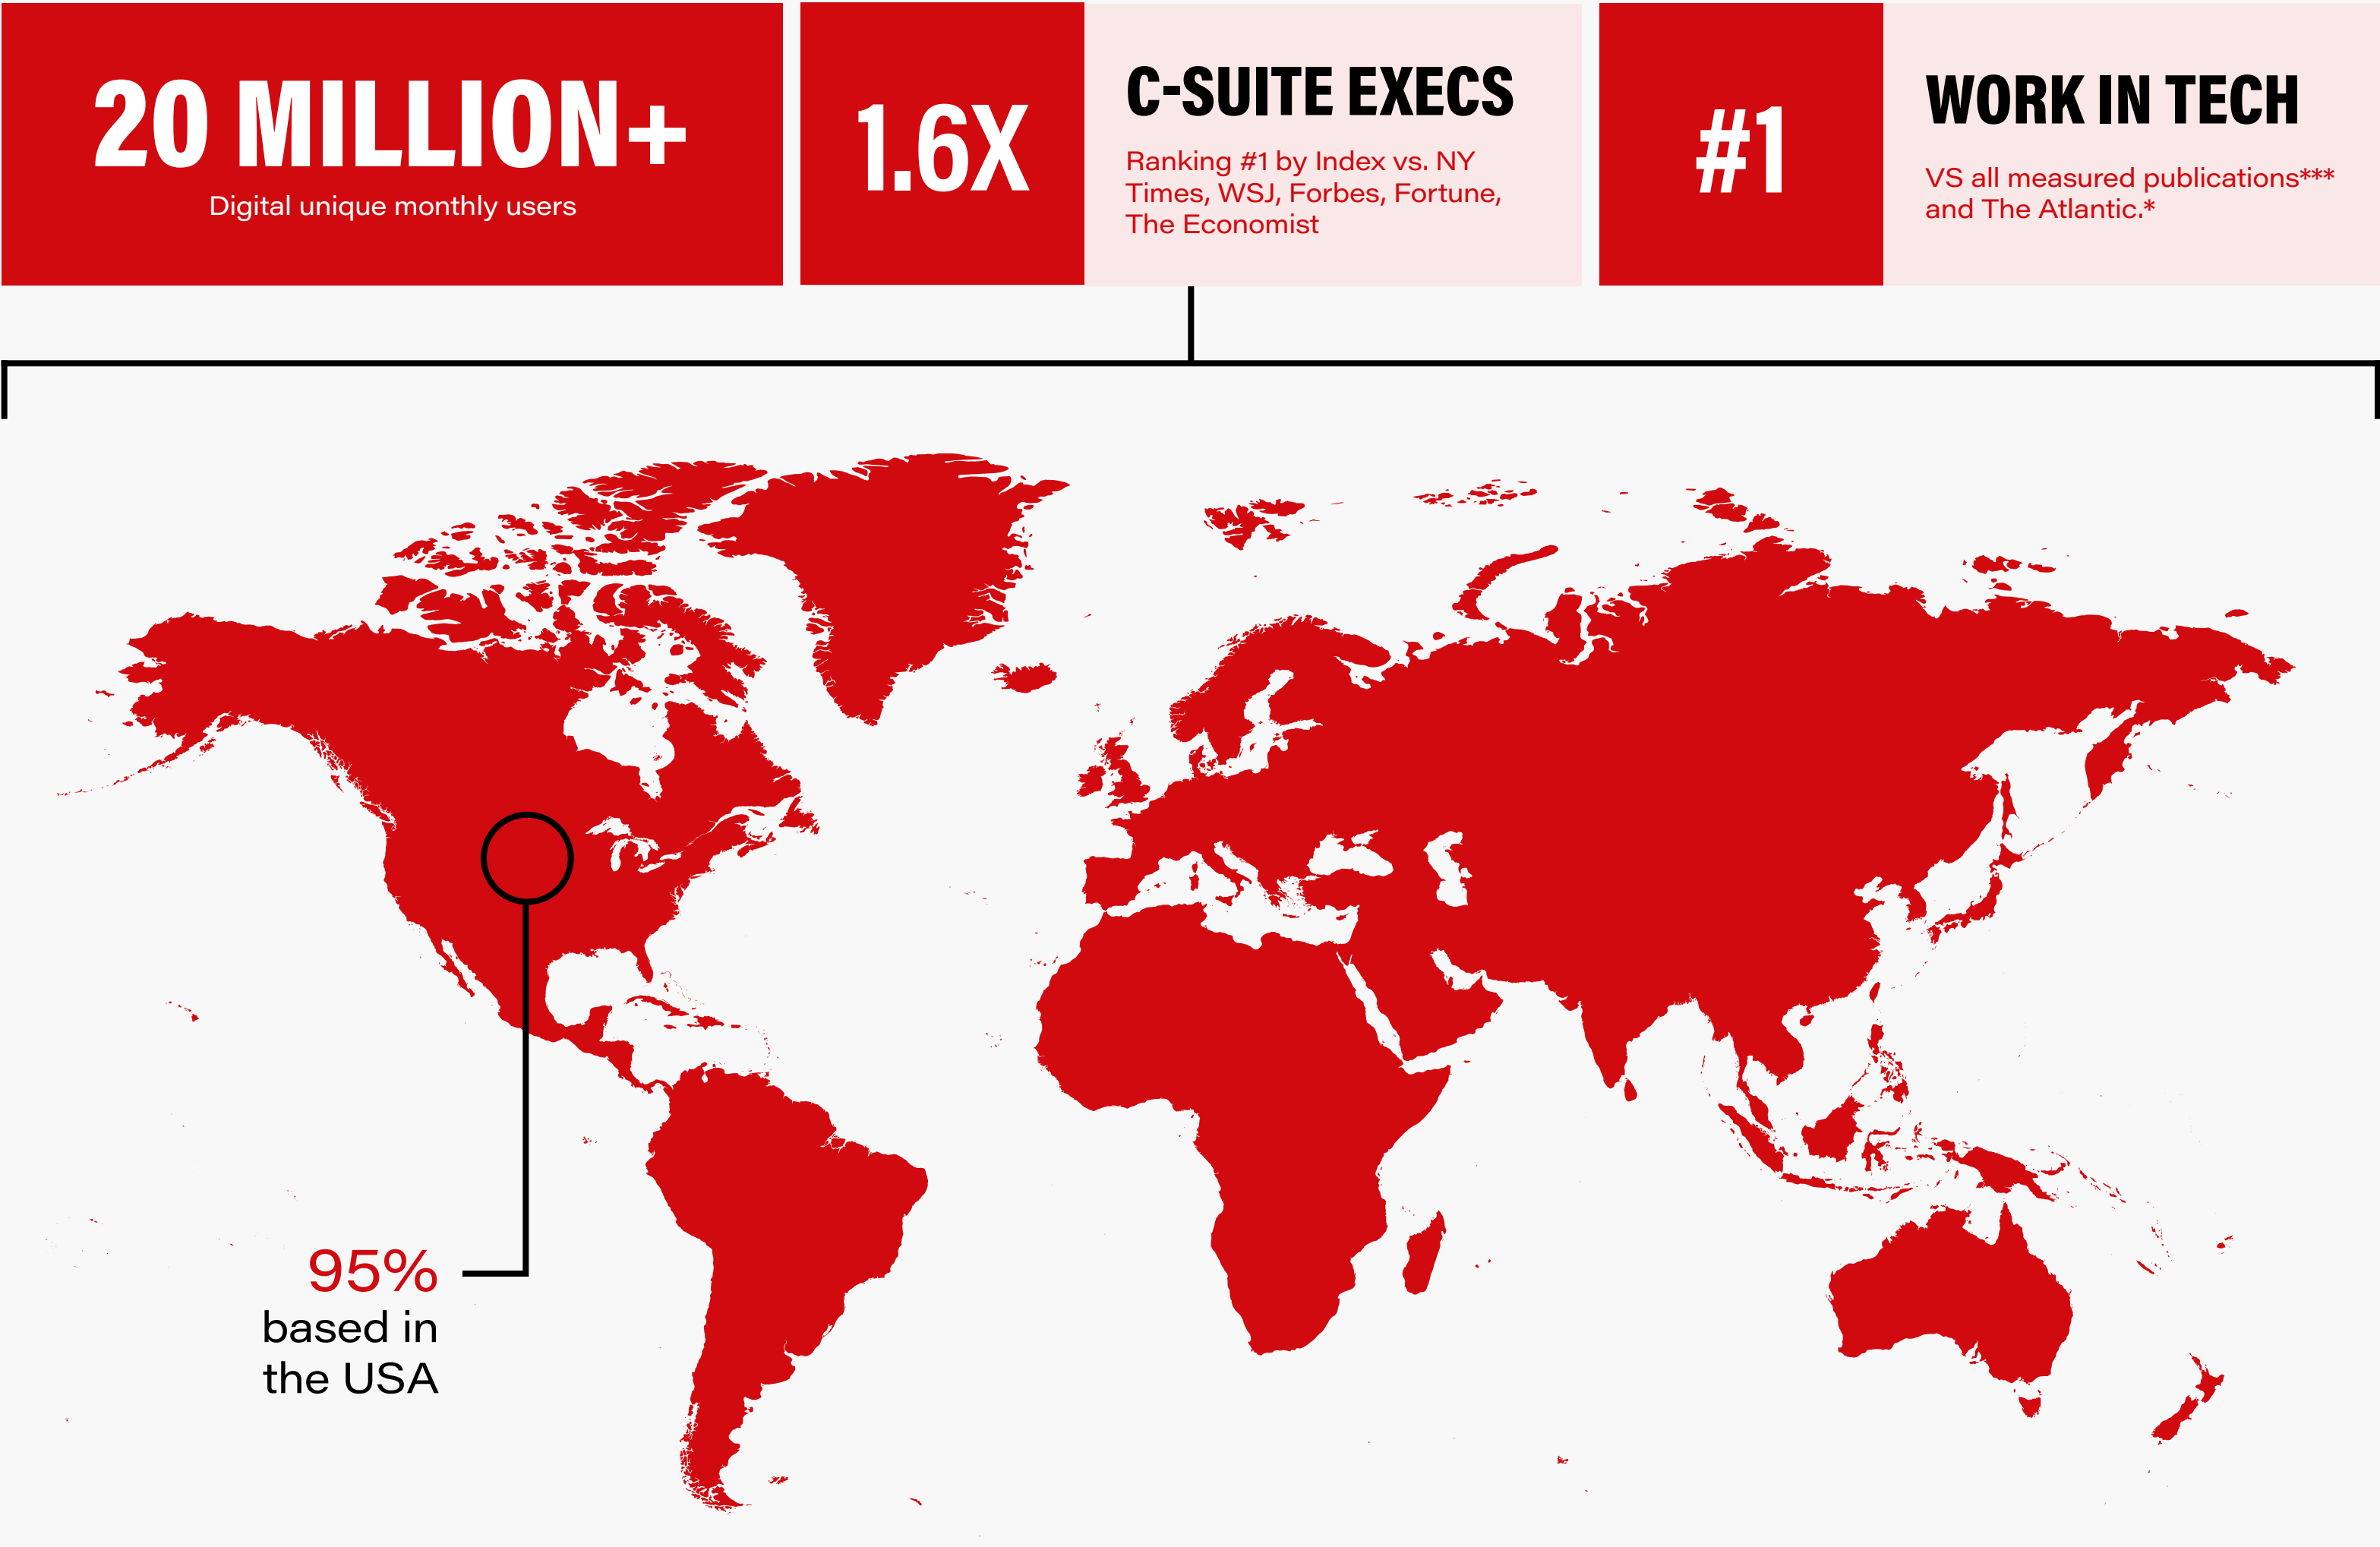 20 MILLION+
Digital unique monthly users
1.6X
C-SUITE EXECS
Ranking #1 by Index vs. NY
Times, WSJ, Forbes, Fortune,
The Economist
#1
WORK IN TECH
VS all measured publications***
and The Atlantic.*
95%
based in
the USA